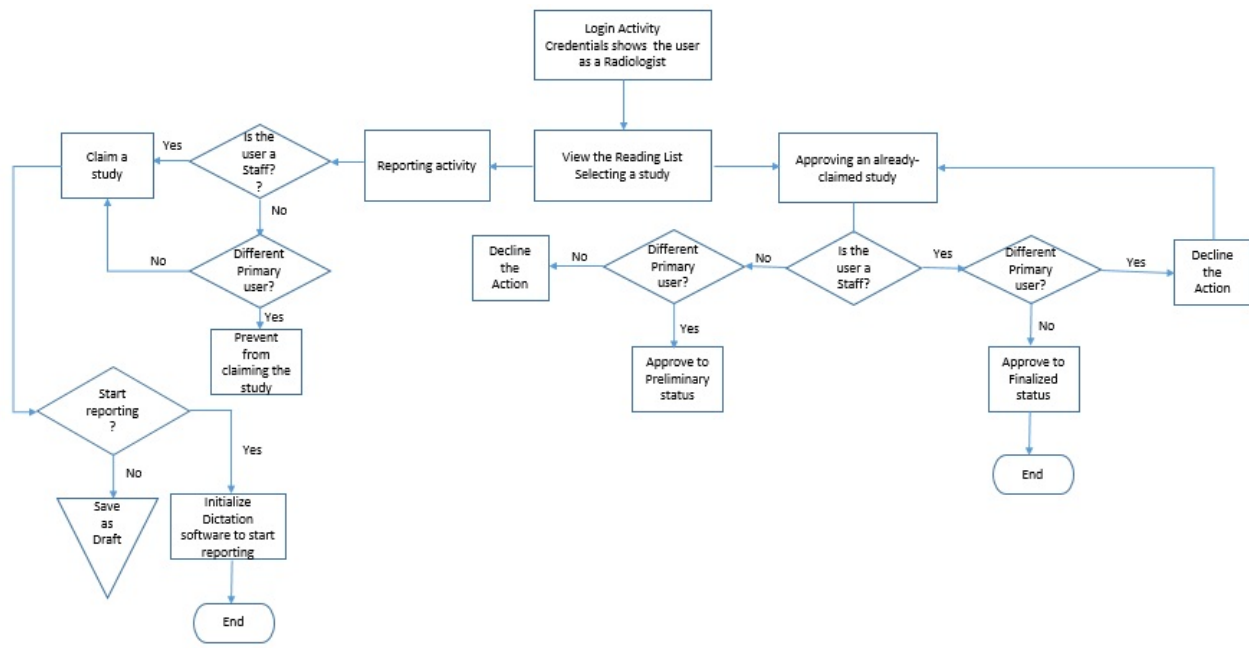 Login Activity
Credentials shows the user
as a Radiologist
View the Reading List
Selecting a study
Reporting activity
Is the
user a
Staff?
?
Yes
Claim a
study
No
Different
Primary
user?
No
Yes
Prevent
from
claiming the
study
Start
reporting
?
Yes
No
Save
as
Draft
Initialize
Dictation
software to start
reporting
End
Approving an already-
claimed study
Is the
user a
Staff?
No
Different
Primary
user?
No
Decline
the
Action
Yes
Approve to
Preliminary
status
Yes
Different
Primary
user?
Yes
Decline
the
Action
No
Approve to
Finalized
status
End